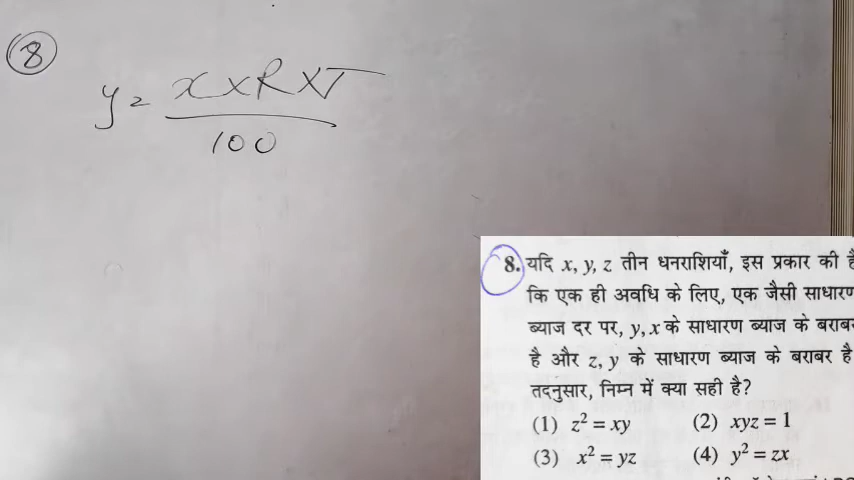 8
y = x × R × T
100
8. यदि x, y, z तीन धनराशियाँ, इस प्रकार की है
कि एक ही अवधि के लिए, एक जैसी साधारण
ब्याज दर पर, y, x के साधारण ब्याज के बराबर
है और z, y के साधारण ब्याज के बराबर है
तदनुसार, निम्न में क्या सही है?
(1) z² = xy (2) xyz = 1
(3) x² = yz (4) y² = zx